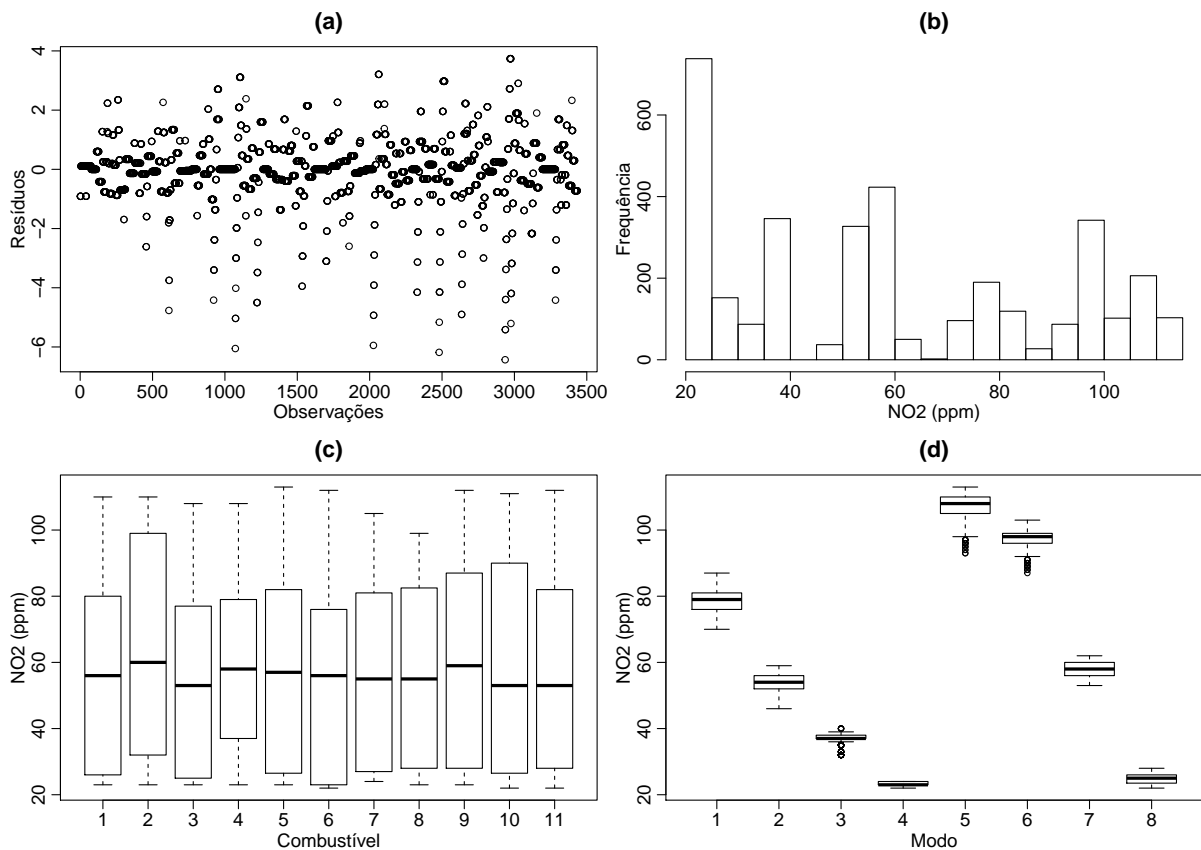 (a)
4
2
0
−2
−4
−6
Resíduos
0 500 1000 1500 2000 2500 3000 3500
Observações
(b)
600
400
200
0
Frequência
20 40 60 80 100
NO2 (ppm)
(c)
100
80
60
40
20
NO2 (ppm)
1 2 3 4 5 6 7 8 9 10 11
Combustível
(d)
100
80
60
40
20
NO2 (ppm)
1 2 3 4 5 6 7 8
Modo